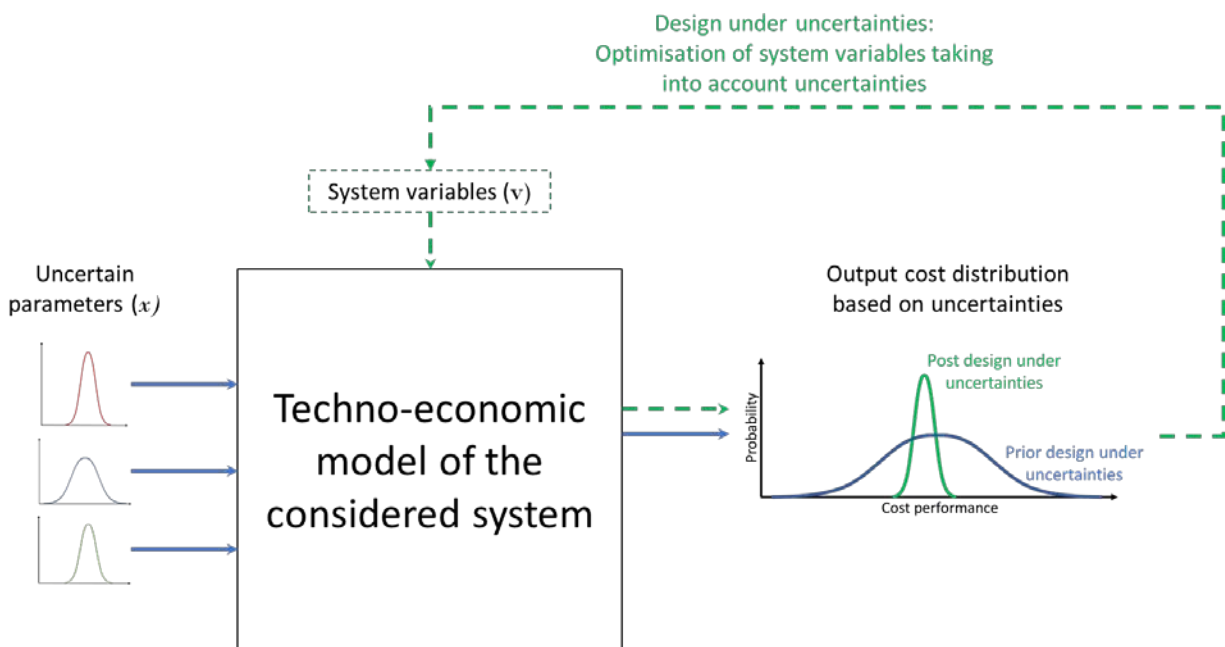 Design under uncertainties:
Optimisation of system variables taking
into account uncertainties
System variables (v)
Uncertain
parameters (x)
Techno-economic
model of the
considered system
Output cost distribution
based on uncertainties
Probability
Post design under
uncertainties
Prior design under
uncertainties
Cost performance